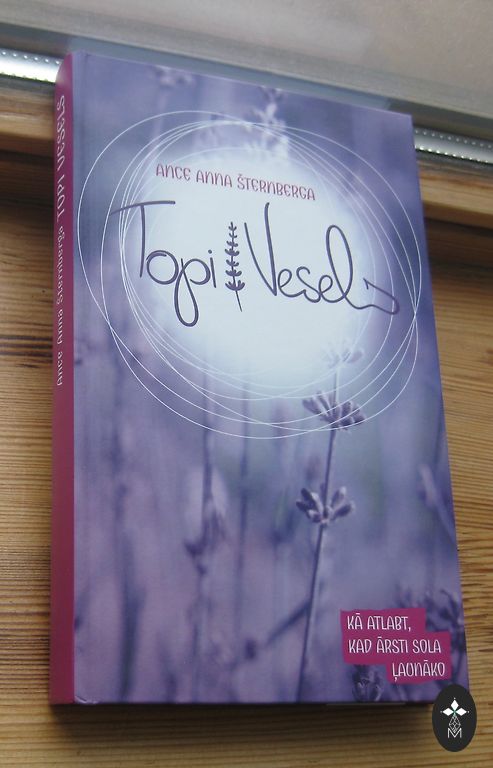 ANCE ANNA ŠTERNBERGA
Topi Vesels
KĀ ATLABT,
KAD ĀRSTI SOLA
ĻAUNĀKO
Ance Anna Šternberga TOPI VESELS
M